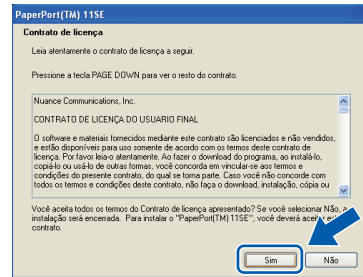 PaperPort(TM) 11SE
Contrato de licença
Leia atentamente o contrato de licença a seguir.
Pressione a tecla PAGE DOWN para ver o resto do contrato.
Nuance Communications, Inc.
CONTRATO DE LICENÇA DO USUARIO FINAL
O software e materiais fornecidos mediante este contrato são licenciados e não vendidos,
e estão disponíveis para uso somente de acordo com os termos deste contrato de
licença. Por favor leia-o atentamente. Ao fazer o download do programa, ao instalá-lo,
copiá-lo ou usá-lo de outras formas, você concorda em vincular-se aos termos e
condições do presente contrato, do qual se torna parte. Caso você não concorde com
todos os termos e condições deste contrato, não faça o download, instalação, cópia ou
Você aceita todos os termos do Contrato de licença apresentado? Se você selecionar Não, a
instalação será encerrada. Para instalar o "PaperPort(TM) 11SE", você deverá aceitar
contrato.
Sim
Não